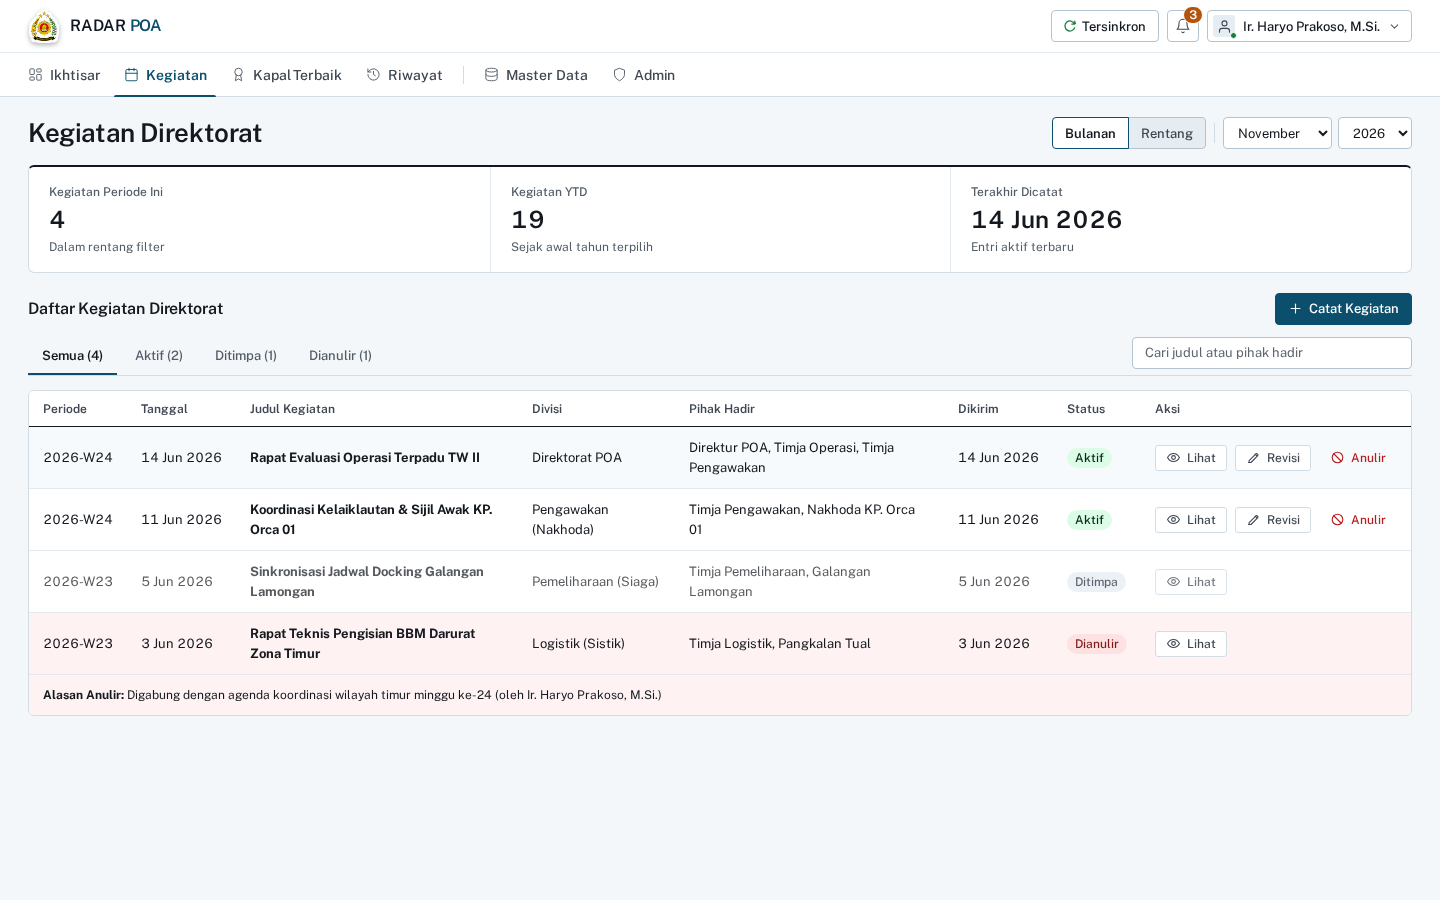 RADAR POA
Tersinkron
3
Ir. Haryo Prakoso, M.Si.
Ikhtisar
Kegiatan
Kapal Terbaik
Riwayat
Master Data
Admin
Kegiatan Direktorat
Bulanan
Rentang
November
2026
Kegiatan Periode Ini
4
Dalam rentang filter
Kegiatan YTD
19
Sejak awal tahun terpilih
Terakhir Dicatat
14 Jun 2026
Entri aktif terbaru
Daftar Kegiatan Direktorat
Catat Kegiatan
Semua (4)
Aktif (2)
Ditimpa (1)
Dianulir (1)
Cari judul atau pihak hadir
Periode Tanggal Judul Kegiatan Divisi Pihak Hadir Dikirim Status Aksi
2026-W24 14 Jun 2026 Rapat Evaluasi Operasi Terpadu TW II Direktorat POA Direktur POA, Timja Operasi, Timja
Pengawakan
14 Jun 2026 Aktif Lihat Revisi Anulir
2026-W24 11 Jun 2026 Koordinasi Kelaiklautan & Sijil Awak KP.
Orca 01
Pengawakan
(Nakhoda)
Timja Pengawakan, Nakhoda KP. Orca
01
11 Jun 2026 Aktif Lihat Revisi Anulir
2026-W23 5 Jun 2026 Sinkronisasi Jadwal Docking Galangan
Lamongan
Pemeliharaan (Siaga)
Timja Pemeliharaan, Galangan
Lamongan
5 Jun 2026 Ditimpa Lihat
2026-W23 3 Jun 2026 Rapat Teknis Pengisian BBM Darurat
Zona Timur
Logistik (Sistik)
Timja Logistik, Pangkalan Tual
3 Jun 2026 Dianulir Lihat
Alasan Anulir: Digabung dengan agenda koordinasi wilayah timur minggu ke-24 (oleh Ir. Haryo Prakoso, M.Si.)